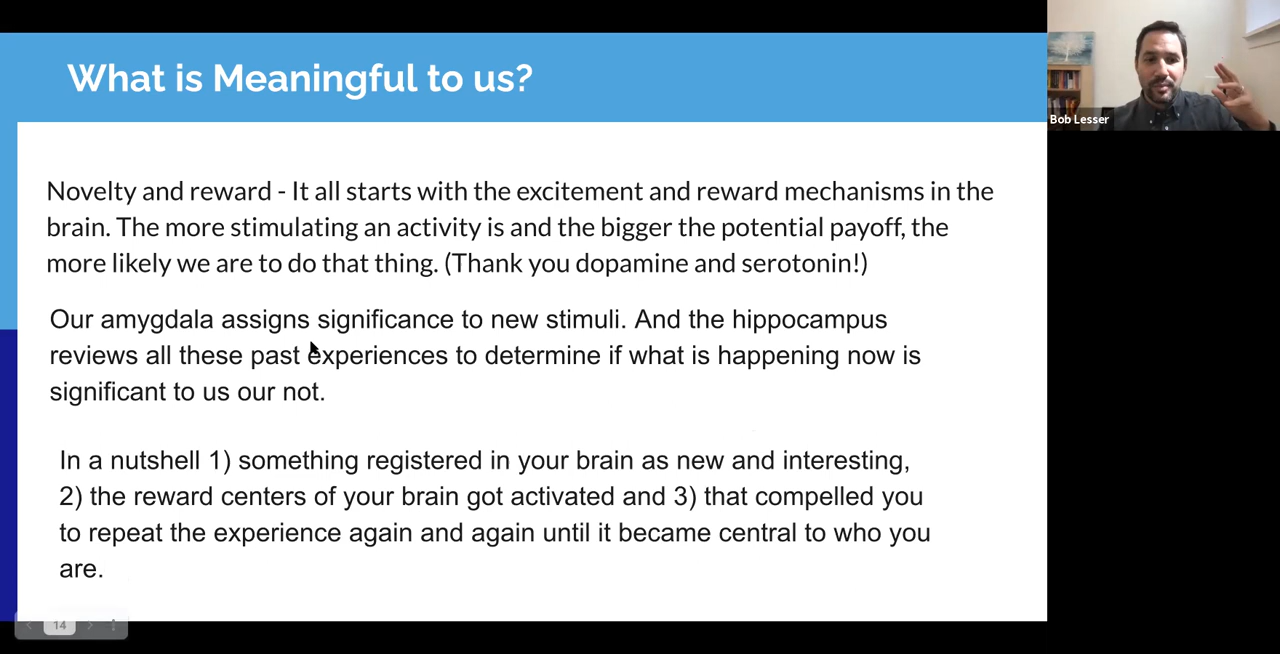 What is Meaningful to us?
Bob Lesser
Novelty and reward - It all starts with the excitement and reward mechanisms in the
brain. The more stimulating an activity is and the bigger the potential payoff, the
more likely we are to do that thing. (Thank you dopamine and serotonin!)
Our amygdala assigns significance to new stimuli. And the hippocampus
reviews all these past experiences to determine if what is happening now is
significant to us our not.
In a nutshell 1) something registered in your brain as new and interesting,
2) the reward centers of your brain got activated and 3) that compelled you
to repeat the experience again and again until it became central to who you
are.
14